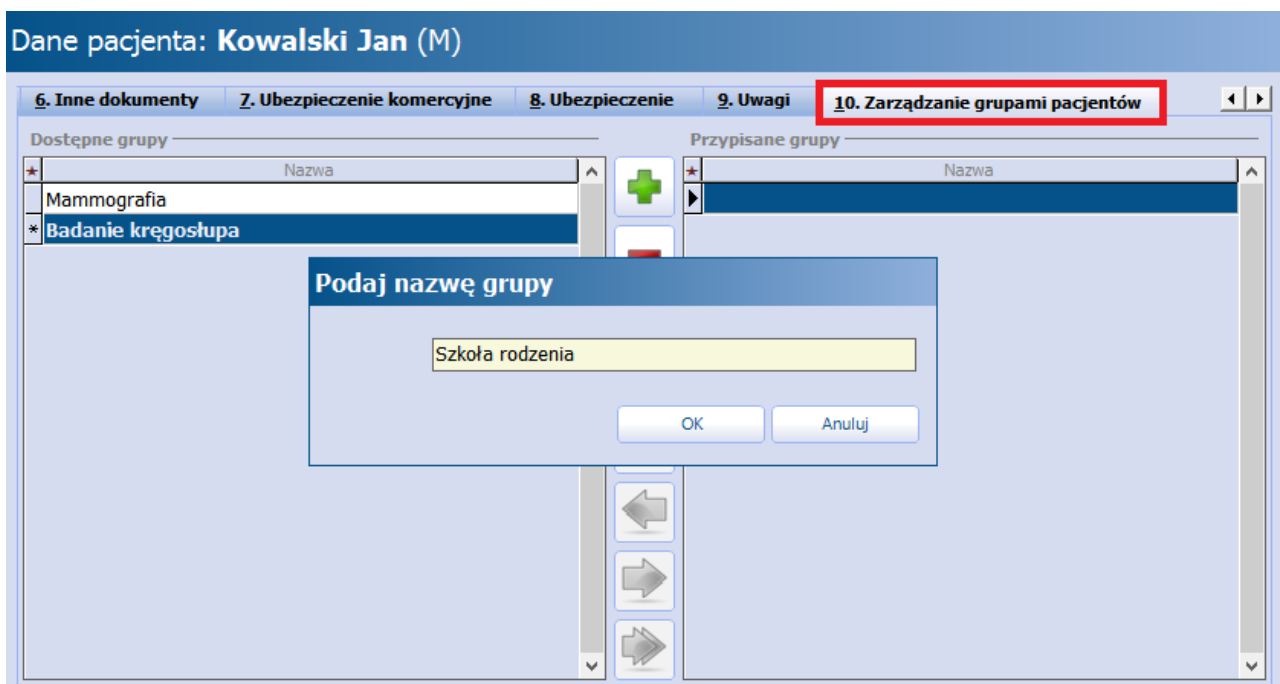 Dane pacjenta: Kowalski Jan (M)
6. Inne dokumenty 7. Ubezpieczenie komercyjne 8. Ubezpieczenie 9. Uwagi 10. Zarządzanie grupami pacjentów
Dostępne grupy Przypisane grupy
Nazwa Nazwa
Mammografia
* Badanie kręgosłupa
Podaj nazwę grupy
Szkoła rodzenia
OK Anuluj